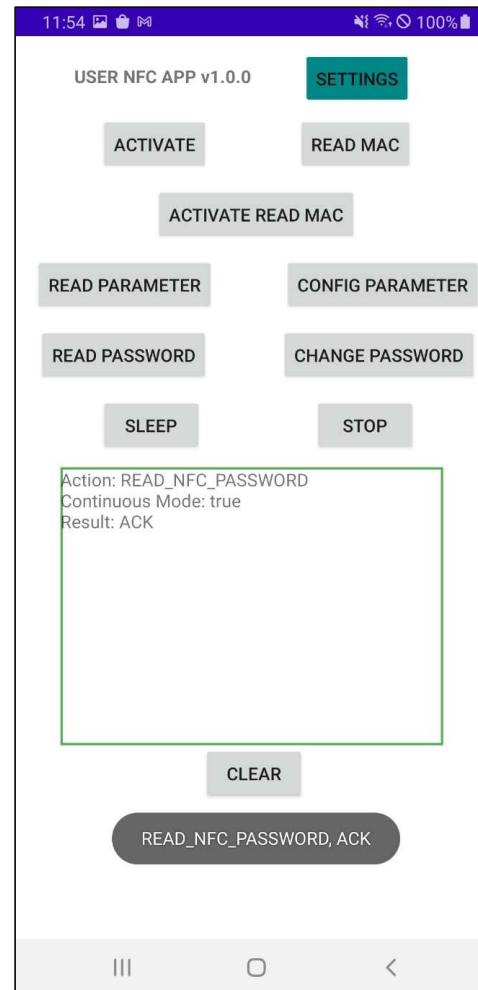 11:54 100%
USER NFC APP v1.0.0 SETTINGS
ACTIVATE READ MAC
ACTIVATE READ MAC
READ PARAMETER CONFIG PARAMETER
READ PASSWORD CHANGE PASSWORD
SLEEP STOP
Action: READ_NFC_PASSWORD
Continuous Mode: true
Result: ACK
CLEAR
READ_NFC_PASSWORD, ACK